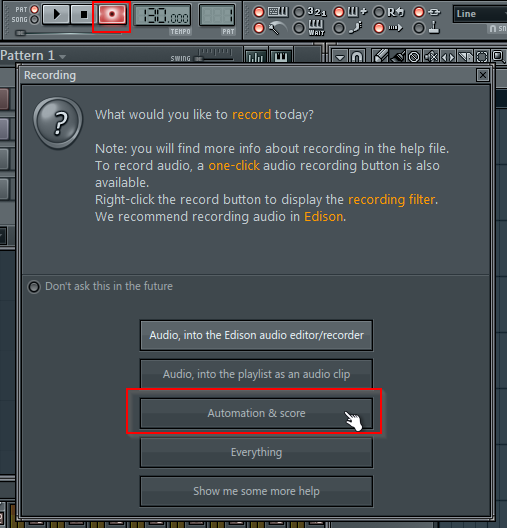 PAT
SONG
130.000
TEMPO
1
PAT
3 2 1
WAIT
Line
Pattern 1
SWING
Recording
What would you like to record today?
Note: you will find more info about recording in the help file.
To record audio, a one-click audio recording button is also
available.
Right-click the record button to display the recording filter.
We recommend recording audio in Edison.
Don't ask this in the future
Audio, into the Edison audio editor/recorder
Audio, into the playlist as an audio clip
Automation & score
Everything
Show me some more help